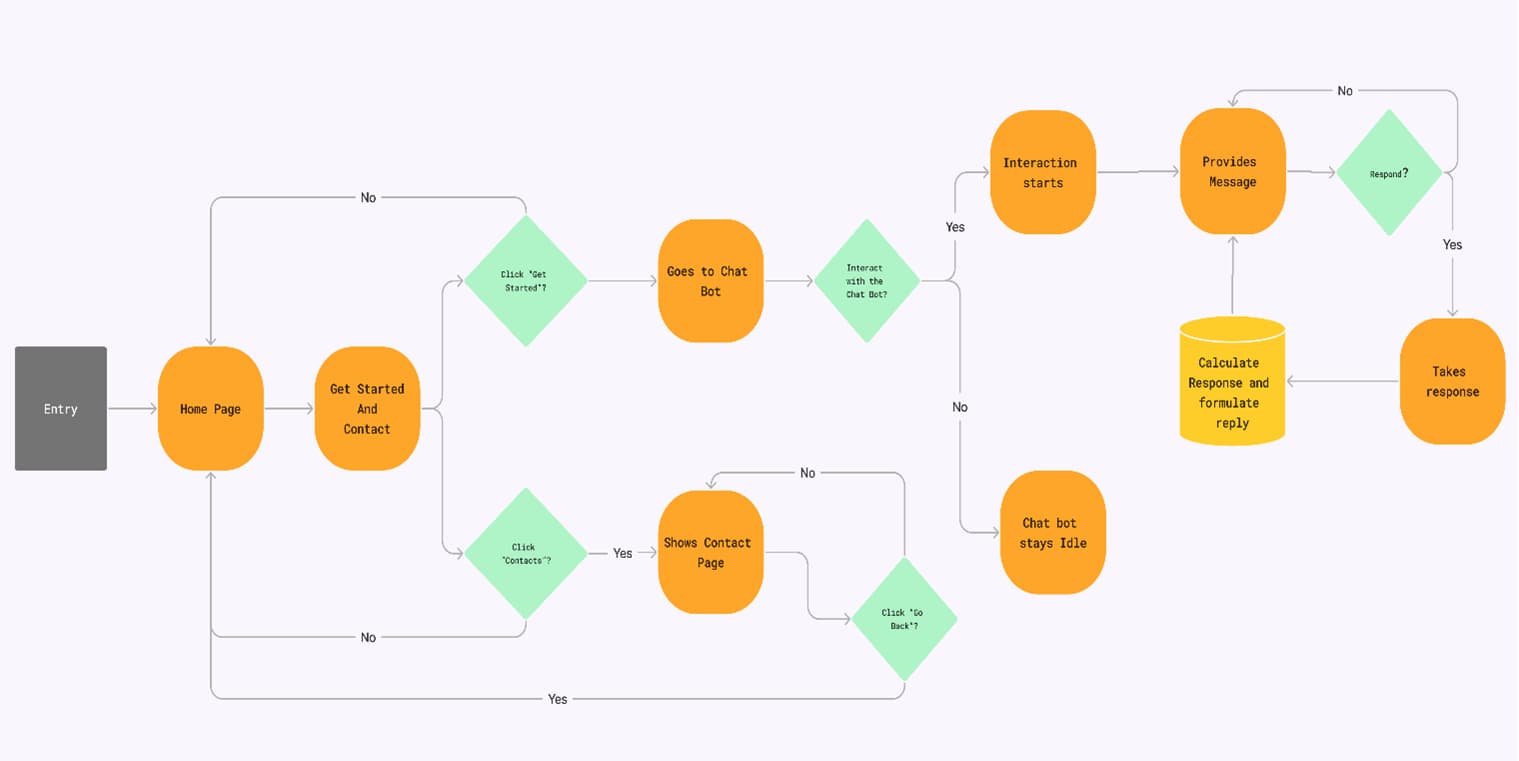 No
Interaction
starts
Provides
Message
Respond?
No
Yes
Yes
Click "Get
Started"?
Goes to Chat
Bot
Interact
with the
Chat Bot?
Entry
Home Page
Get Started
And
Contact
No
Calculate
Response and
formulate
reply
Takes
response
No
Click
"Contacts"?
Yes
Shows Contact
Page
Chat bot
stays Idle
Click "Go
Back"?
No
Yes